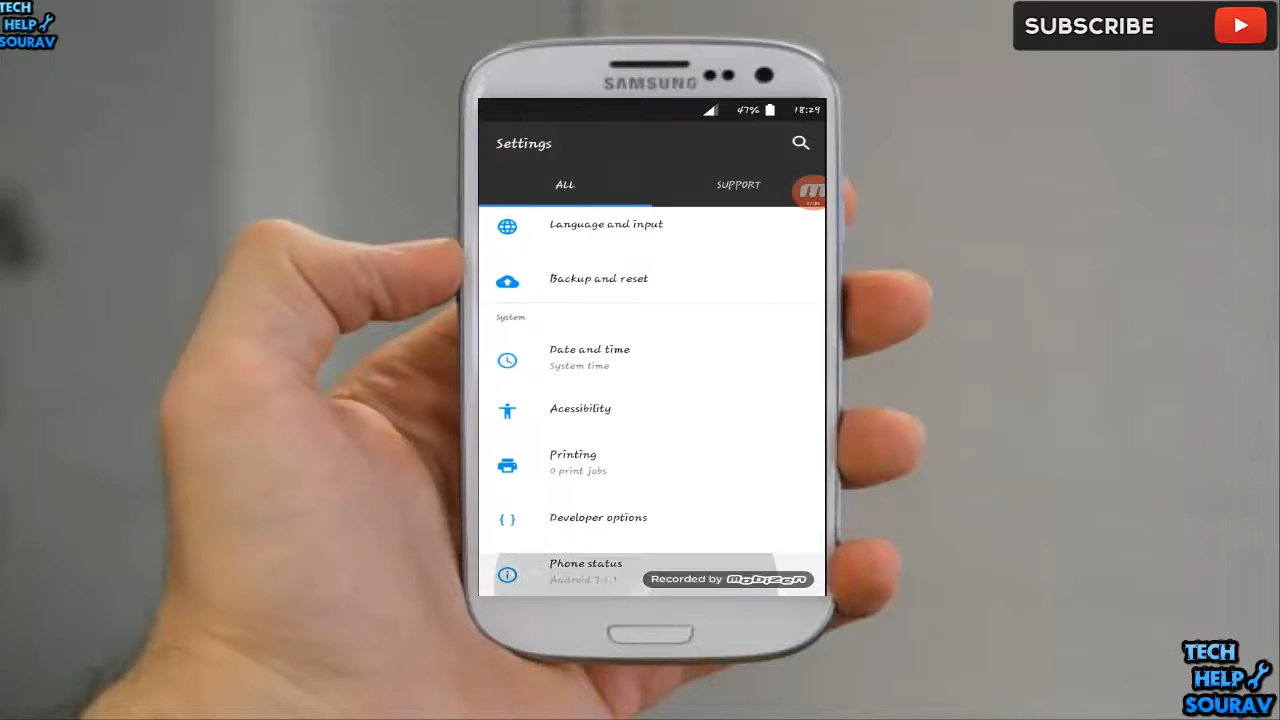 TECH
HELP
SOURAV
SUBSCRIBE
SAMSUNG
47%
18:29
Settings
ALL
SUPPORT
Language and input
Backup and reset
System
Date and time
System time
Acessibility
Printing
0 print jobs
Developer options
Phone status
Android 7.1.1
Recorded by mobizen
TECH
HELP
SOURAV